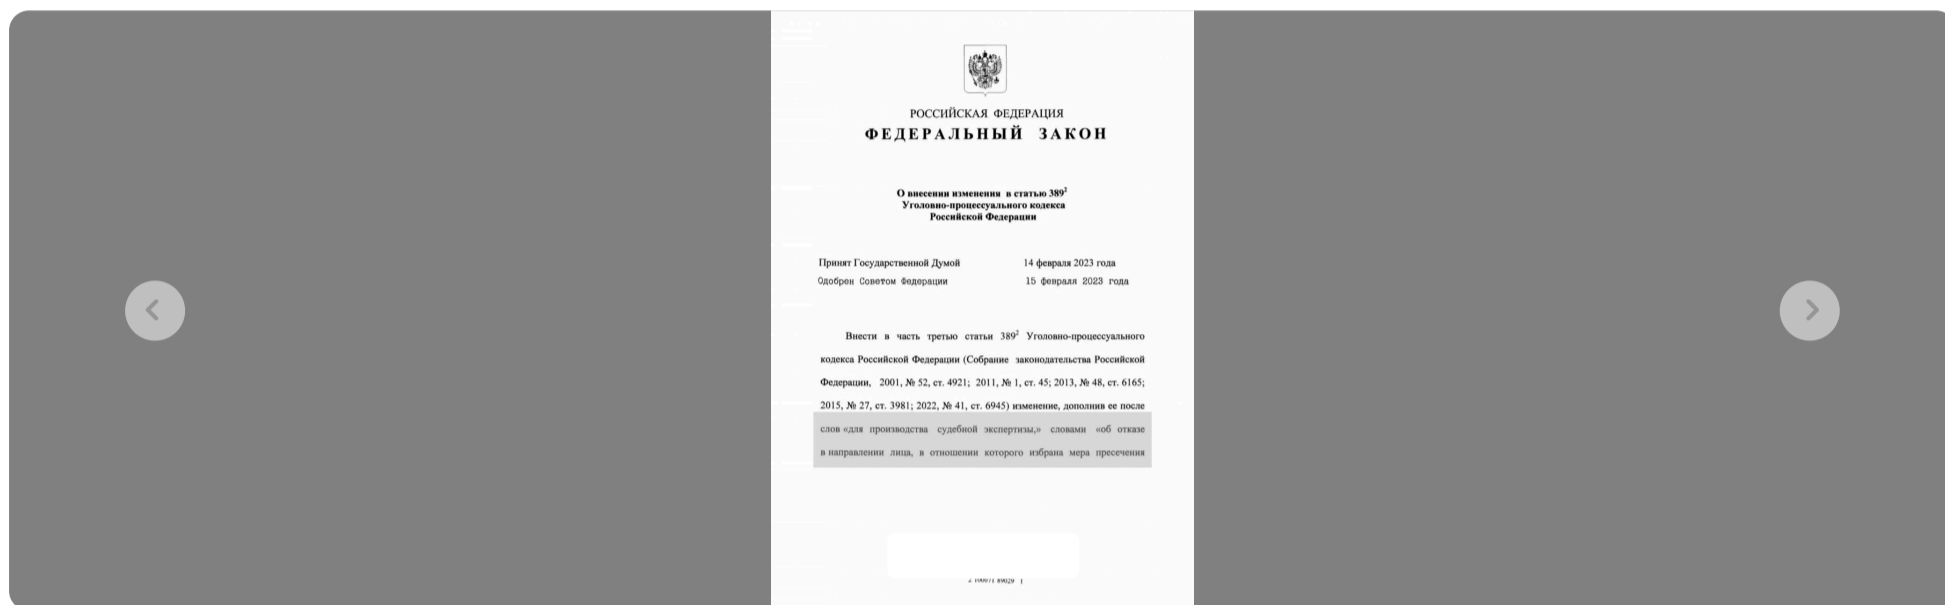 РОССИЙСКАЯ ФЕДЕРАЦИЯ
ФЕДЕРАЛЬНЫЙ ЗАКОН
О внесении изменения в статью 389²
Уголовно-процессуального кодекса
Российской Федерации
Принят Государственной Думой 14 февраля 2023 года
Одобрен Советом Федерации 15 февраля 2023 года
Внести в часть третью статьи 389² Уголовно-процессуального
кодекса Российской Федерации (Собрание законодательства Российской
Федерации, 2001, № 52, ст. 4921; 2011, № 1, ст. 45; 2013, № 48, ст. 6165;
2015, № 27, ст. 3981; 2022, № 41, ст. 6945) изменение, дополнив ее после
слов «для производства судебной экспертизы,» словами «об отказе
в направлении лица, в отношении которого избрана мера пресечения